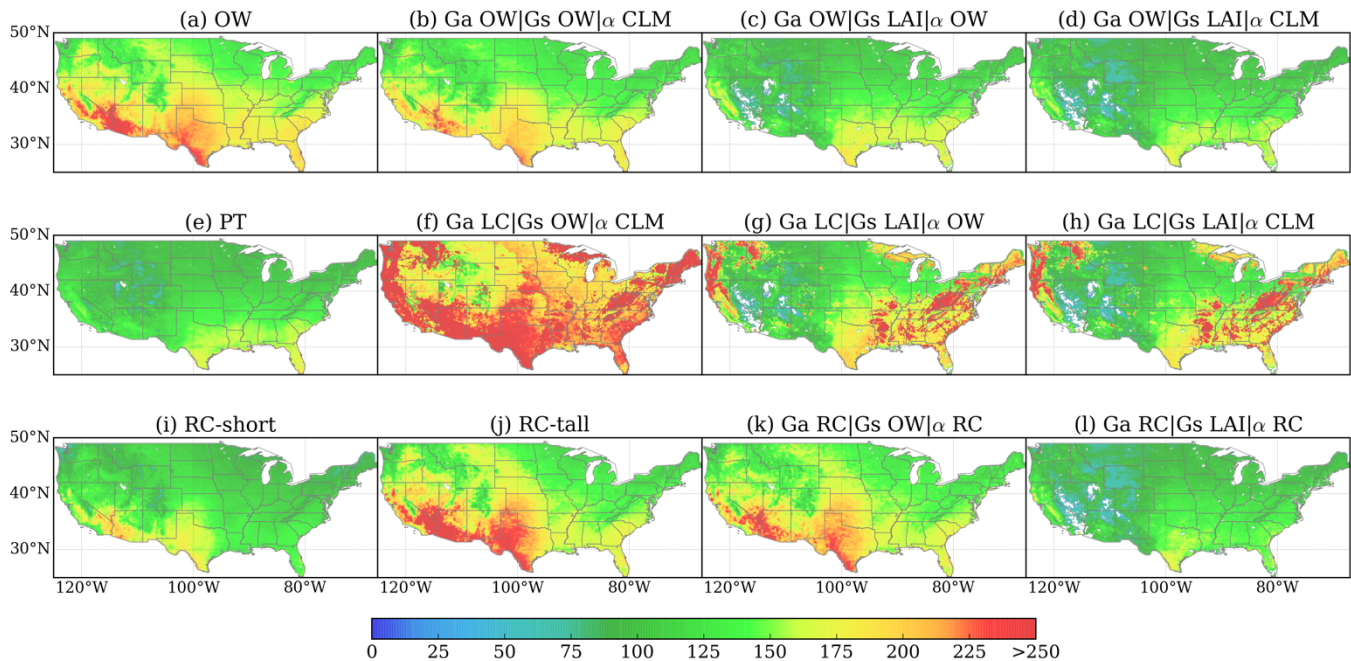 (a) OW
(b) Ga OW|Gs OW|α CLM
(c) Ga OW|Gs LAI|α OW
(d) Ga OW|Gs LAI|α CLM
50°N
40°N
30°N
(e) PT
(f) Ga LC|Gs OW|α CLM
(g) Ga LC|Gs LAI|α OW
(h) Ga LC|Gs LAI|α CLM
50°N
40°N
30°N
(i) RC-short
(j) RC-tall
(k) Ga RC|Gs OW|α RC
(l) Ga RC|Gs LAI|α RC
50°N
40°N
30°N
120°W 100°W 80°W 120°W 100°W 80°W 120°W 100°W 80°W 120°W 100°W 80°W
0 25 50 75 100 125 150 175 200 225 >250